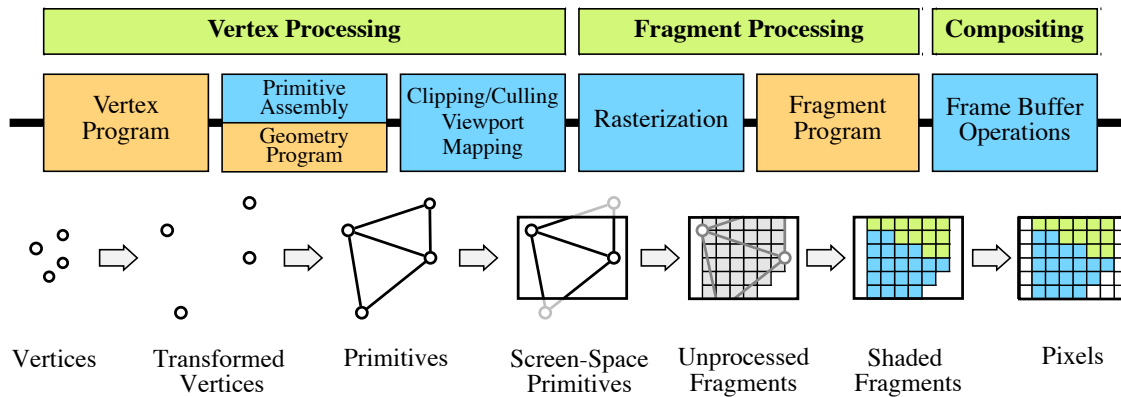 Vertex Processing
Fragment Processing
Compositing
Vertex
Program
Primitive
Assembly
Geometry
Program
Clipping/Culling
Viewport
Mapping
Rasterization
Fragment
Program
Frame Buffer
Operations
Vertices
Transformed
Vertices
Primitives
Screen-Space
Primitives
Unprocessed
Fragments
Shaded
Fragments
Pixels